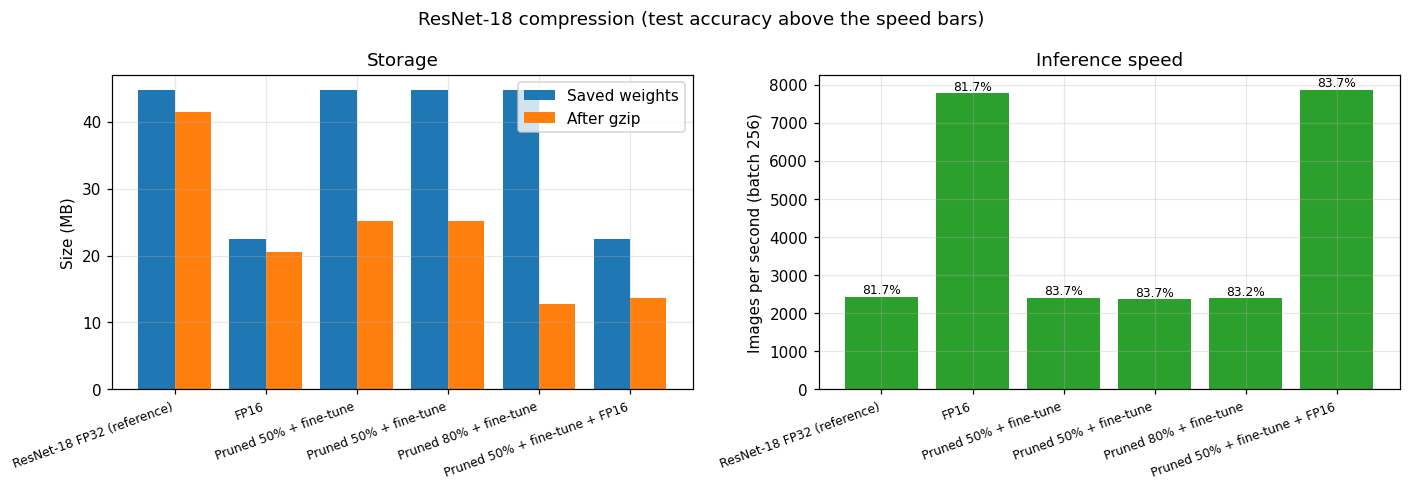 ResNet-18 compression (test accuracy above the speed bars)
Storage
Saved weights
After gzip
Size (MB)
40
30
20
10
0
ResNet-18 FP32 (reference)
FP16
Pruned 50% + fine-tune
Pruned 50% + fine-tune
Pruned 80% + fine-tune
Pruned 50% + fine-tune + FP16
Inference speed
Images per second (batch 256)
8000
7000
6000
5000
4000
3000
2000
1000
0
81.7%
81.7%
83.7%
83.7%
83.2%
83.7%
ResNet-18 FP32 (reference)
FP16
Pruned 50% + fine-tune
Pruned 50% + fine-tune
Pruned 80% + fine-tune
Pruned 50% + fine-tune + FP16